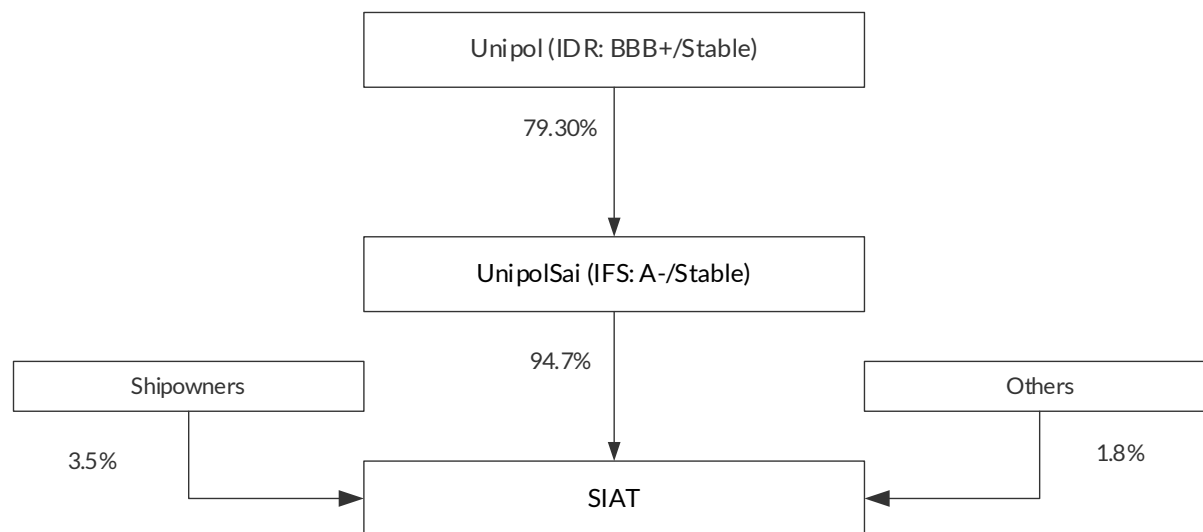 Unipol (IDR: BBB+/Stable)
79.30%
UnipolSai (IFS: A-/Stable)
94.7%
Shipowners
Others
3.5%
1.8%
SIAT